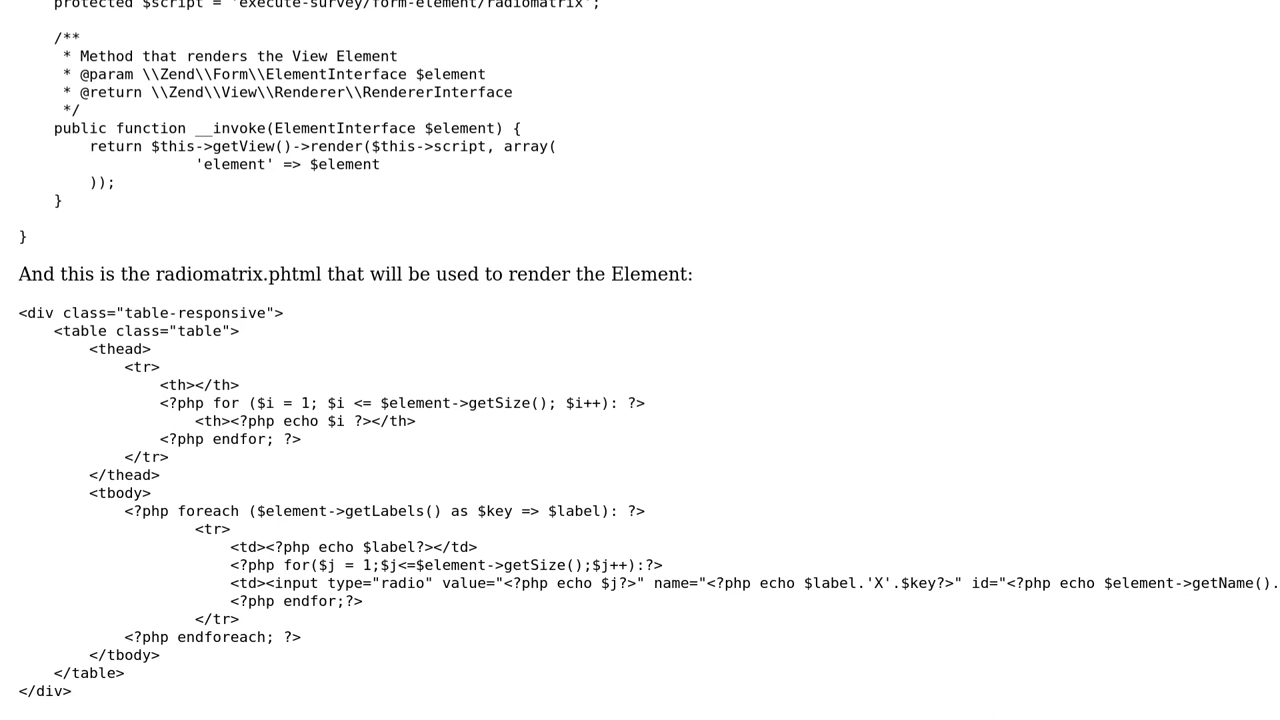 protected $script = 'execute-survey/form-element/radiomatrix';

    /**
     * Method that renders the View Element
     * @param \\Zend\\Form\\ElementInterface $element
     * @return \\Zend\\View\\Renderer\\RendererInterface
     */
    public function __invoke(ElementInterface $element) {
        return $this->getView()->render($this->script, array(
                    'element' => $element
        ));
    }

}
And this is the radiomatrix.phtml that will be used to render the Element:
<div class="table-responsive">
    <table class="table">
        <thead>
            <tr>
                <th></th>
                <?php for ($i = 1; $i <= $element->getSize(); $i++): ?>
                    <th><?php echo $i ?></th>
                <?php endfor; ?>
            </tr>
        </thead>
        <tbody>
            <?php foreach ($element->getLabels() as $key => $label): ?>
                    <tr>
                        <td><?php echo $label?></td>
                        <?php for($j = 1;$j<=$element->getSize();$j++):?>
                        <td><input type="radio" value="<?php echo $j?>" name="<?php echo $label.'X'.$key?>" id="<?php echo $element->getName().
                        <?php endfor;?>
                    </tr>
            <?php endforeach; ?>
        </tbody>
    </table>
</div>